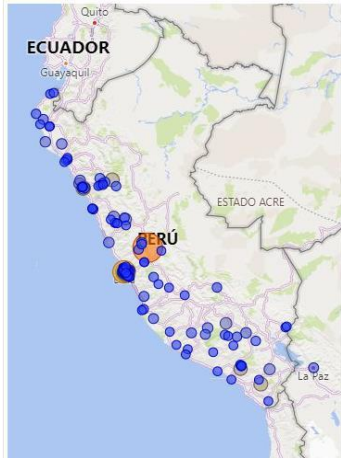 Quito
ECUADOR
Guayaquil
ESTADO ACRE
PERÚ
La Paz